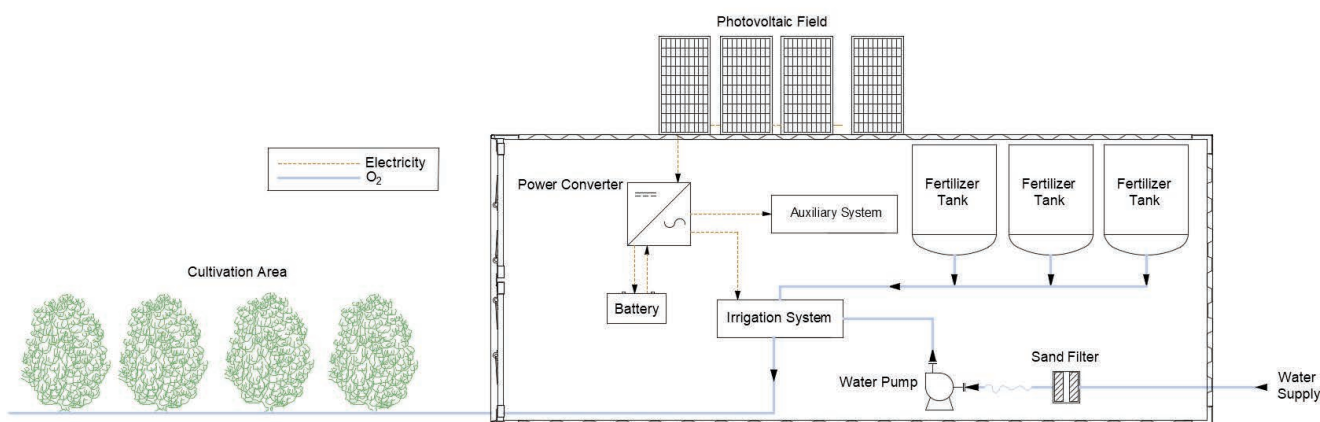 Photovoltaic Field
Electricity
O₂
Power Converter
Auxiliary System
Fertilizer
Tank
Fertilizer
Tank
Fertilizer
Tank
Cultivation Area
Battery
Irrigation System
Water Pump
Sand Filter
Water
Supply